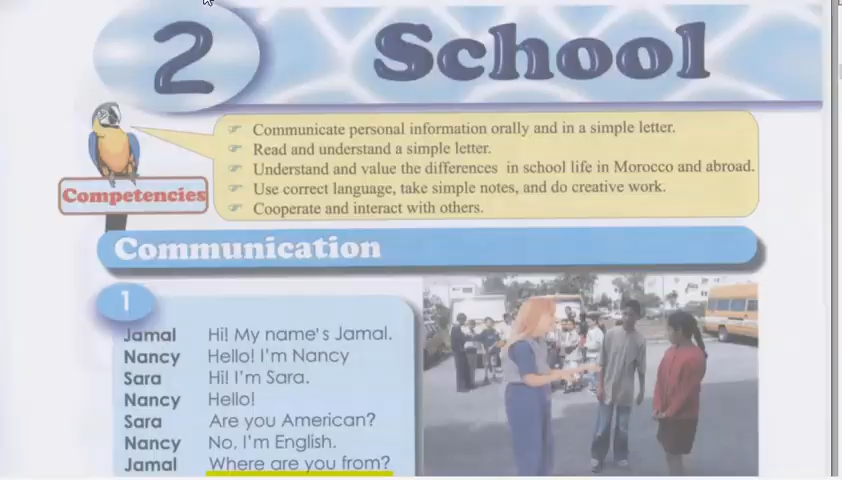 2 School
Communicate personal information orally and in a simple letter.
Read and understand a simple letter.
Understand and value the differences in school life in Morocco and abroad.
Use correct language, take simple notes, and do creative work.
Cooperate and interact with others.
Competencies
Communication
1
Jamal Hi! My name's Jamal.
Nancy Hello! I'm Nancy
Sara Hi! I'm Sara.
Nancy Hello!
Sara Are you American?
Nancy No, I'm English.
Jamal Where are you from?